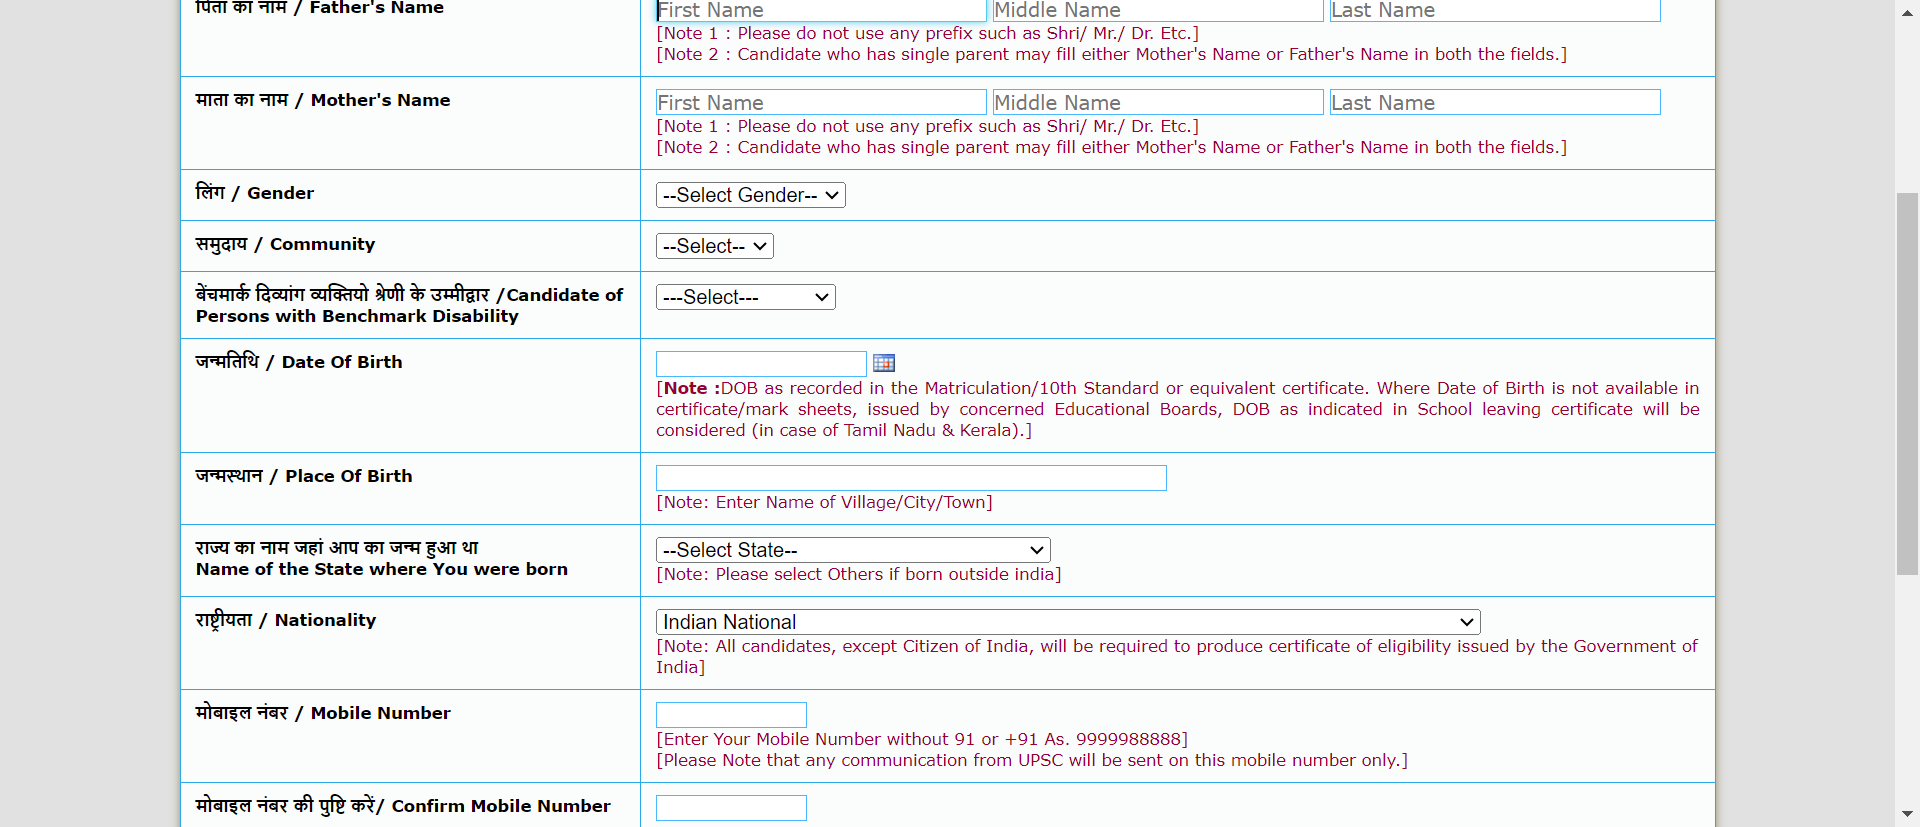 पिता का नाम / Father's Name
First Name Middle Name Last Name
[Note 1 : Please do not use any prefix such as Shri/ Mr./ Dr. Etc.]
[Note 2 : Candidate who has single parent may fill either Mother's Name or Father's Name in both the fields.]
माता का नाम / Mother's Name
First Name Middle Name Last Name
[Note 1 : Please do not use any prefix such as Shri/ Mr./ Dr. Etc.]
[Note 2 : Candidate who has single parent may fill either Mother's Name or Father's Name in both the fields.]
लिंग / Gender
--Select Gender--
समुदाय / Community
--Select--
बेंचमार्क दिव्यांग व्यक्तियो श्रेणी के उम्मीद्वार /Candidate of
Persons with Benchmark Disability
---Select---
जन्मतिथि / Date Of Birth
[Note :DOB as recorded in the Matriculation/10th Standard or equivalent certificate. Where Date of Birth is not available in
certificate/mark sheets, issued by concerned Educational Boards, DOB as indicated in School leaving certificate will be
considered (in case of Tamil Nadu & Kerala).]
जन्मस्थान / Place Of Birth
[Note: Enter Name of Village/City/Town]
राज्य का नाम जहां आप का जन्म हुआ था
Name of the State where You were born
--Select State--
[Note: Please select Others if born outside india]
राष्ट्रीयता / Nationality
Indian National
[Note: All candidates, except Citizen of India, will be required to produce certificate of eligibility issued by the Government of
India]
मोबाइल नंबर / Mobile Number
[Enter Your Mobile Number without 91 or +91 As. 9999988888]
[Please Note that any communication from UPSC will be sent on this mobile number only.]
मोबाइल नंबर की पुष्टि करें/ Confirm Mobile Number